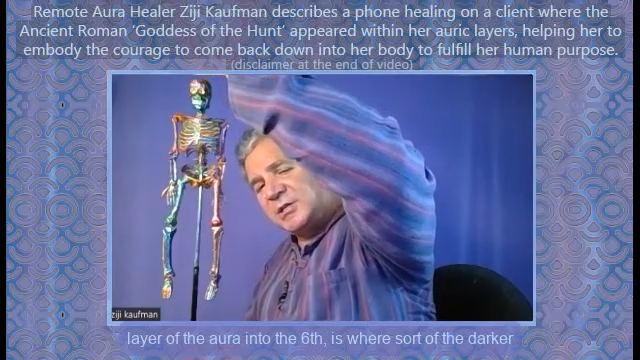 Remote Aura Healer Ziji Kaufman describes a phone healing on a client where the
Ancient Roman 'Goddess of the Hunt' appeared within her auric layers, helping her to
embody the courage to come back down into her body to fulfill her human purpose.
(disclaimer at the end of video)
ziji kaufman
layer of the aura into the 6th, is where sort of the darker